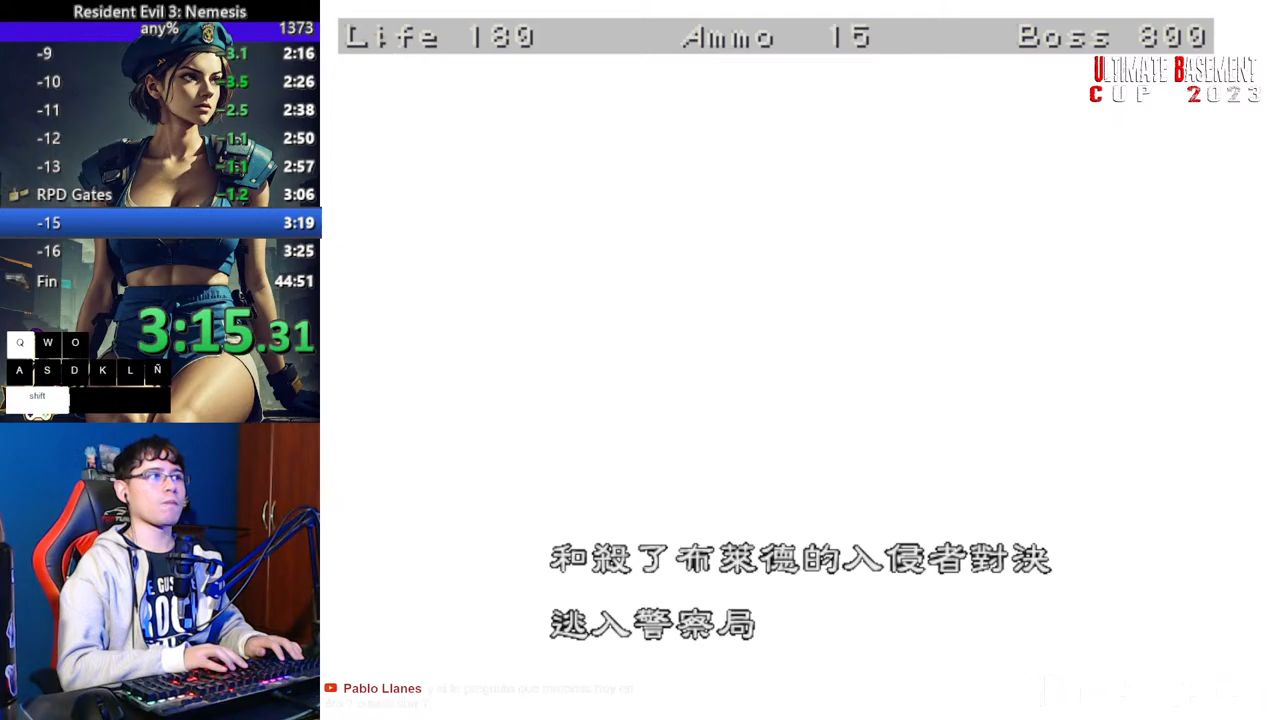 Resident Evil 3: Nemesis
any% 1373
-9 -3.1 2:16
-10 -3.5 2:26
-11 -2.5 2:38
-12 -1.1 2:50
-13 -1.1 2:57
RPD Gates -1.2 3:06
-15 3:19
-16 3:25
Fin 44:51
3:15.31
Q W O
A S D K L Ñ
shift
Life 180 Ammo 15 Boss 800
ULTIMATE BASEMENT
CUP 2023
和殺了布萊德的入侵者對決
逃入警察局
Pablo Llanes